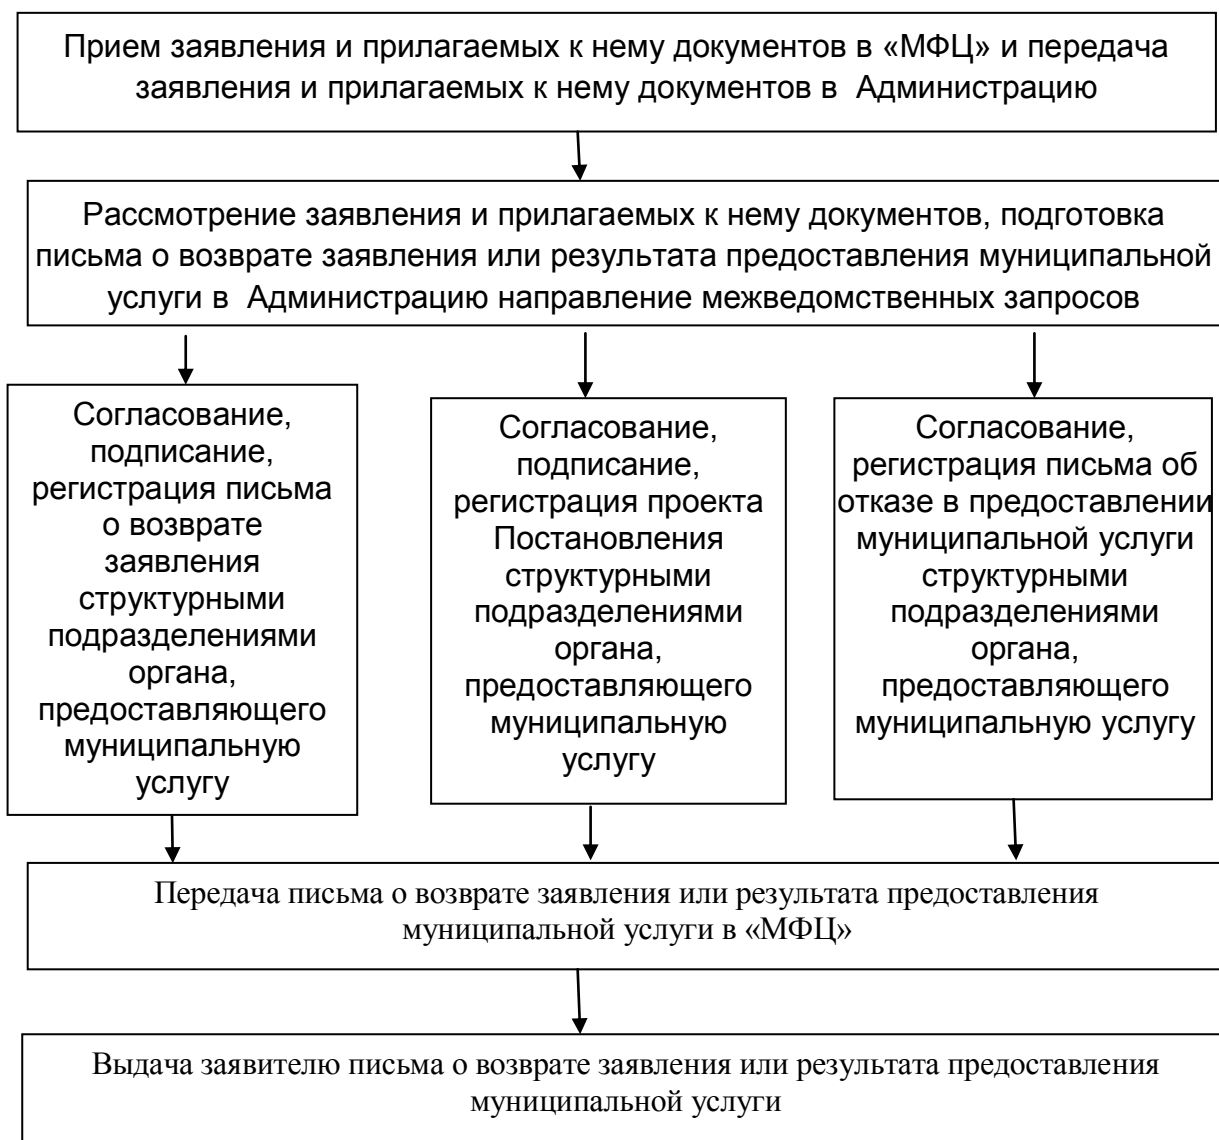 Прием заявления и прилагаемых к нему документов в «МФЦ» и передача
заявления и прилагаемых к нему документов в Администрацию
Рассмотрение заявления и прилагаемых к нему документов, подготовка
письма о возврате заявления или результата предоставления муниципальной
услуги в Администрацию направление межведомственных запросов
Согласование,
подписание,
регистрация письма
о возврате
заявления
структурными
подразделениями
органа,
предоставляющего
муниципальную
услугу
Согласование,
подписание,
регистрация проекта
Постановления
структурными
подразделениями
органа,
предоставляющего
муниципальную
услугу
Согласование,
регистрация письма об
отказе в предоставлении
муниципальной услуги
структурными
подразделениями
органа,
предоставляющего
муниципальную услугу
Передача письма о возврате заявления или результата предоставления
муниципальной услуги в «МФЦ»
Выдача заявителю письма о возврате заявления или результата предоставления
муниципальной услуги